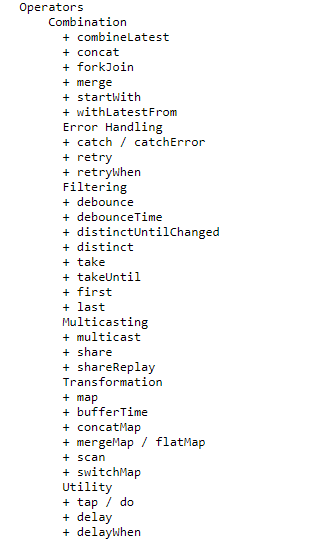 Operators
Combination
+ combineLatest
+ concat
+ forkJoin
+ merge
+ startWith
+ withLatestFrom
Error Handling
+ catch / catchError
+ retry
+ retryWhen
Filtering
+ debounce
+ debounceTime
+ distinctUntilChanged
+ distinct
+ take
+ takeUntil
+ first
+ last
Multicasting
+ multicast
+ share
+ shareReplay
Transformation
+ map
+ bufferTime
+ concatMap
+ mergeMap / flatMap
+ scan
+ switchMap
Utility
+ tap / do
+ delay
+ delayWhen